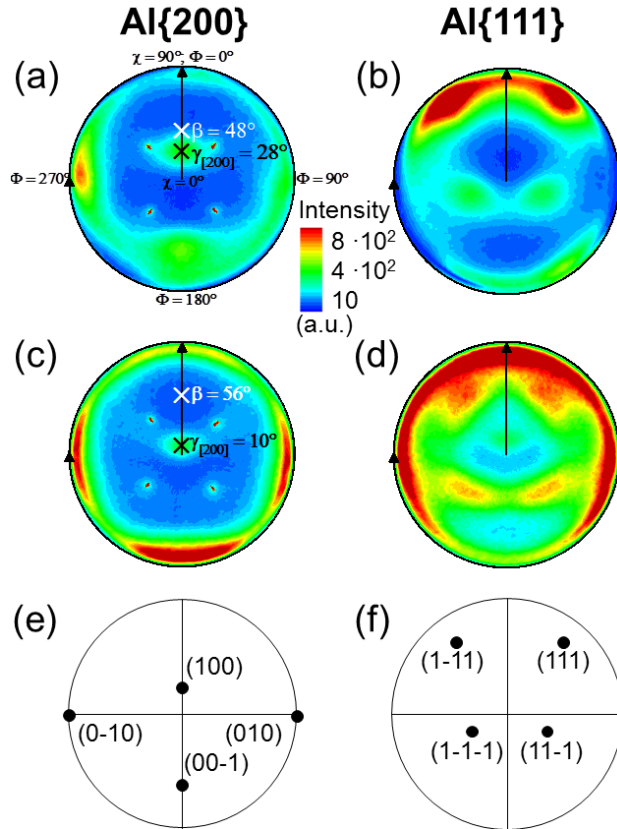 Al{200} Al{111}
(a) χ=90°; Φ=0° (b)
β=48°
γ[200]=28°
Φ=270° χ=0° Φ=90°
Intensity
8 ·10²
4 ·10²
10
(a.u.)
Φ=180°
(c) (d)
β=56°
γ[200]=10°
(e) (f)
(100) (1-11) (111)
(0-10) (010)
(00-1) (1-1-1) (11-1)